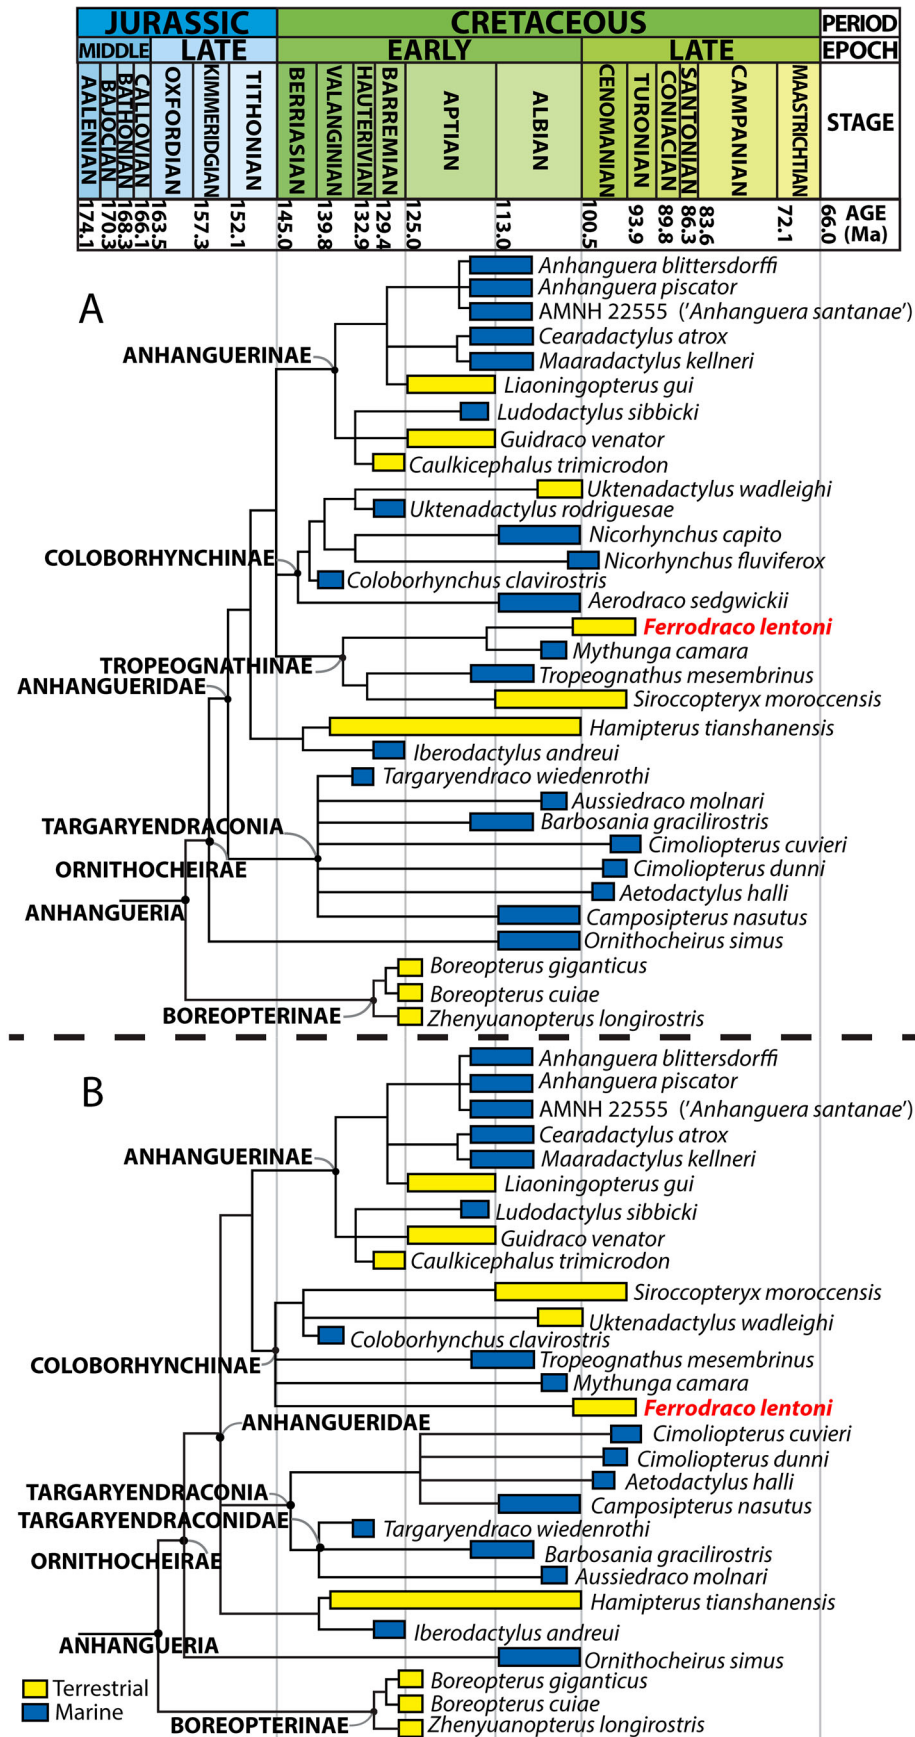 JURASSIC CRETACEOUS PERIOD
MIDDLE LATE EARLY LATE EPOCH
AALENIAN BAJOCIAN BATHONIAN CALLOVIAN OXFORDIAN KIMMERIDGIAN TITHONIAN BERRIASIAN VALANGINIAN HAUTERIVIAN BARREMIAN APTIAN ALBIAN CENOMANIAN TURONIAN CONIACIAN SANTONIAN CAMPANIAN MAASTRICHTIAN STAGE
174.1 170.3 168.3 166.1 163.5 157.3 152.1 145.0 139.8 132.9 129.4 125.0 113.0 100.5 93.9 89.8 86.3 83.6 72.1 66.0 AGE
(Ma)
A
Anhanguera blittersdorffi
Anhanguera piscator
AMNH 22555 ('Anhanguera santanae')
Cearadactylus atrox
ANHANGUERINAE
Maaradactylus kellneri
Liaoningopterus gui
Ludodactylus sibbicki
Guidraco venator
Caulkicephalus trimicrodon
Uktenadactylus wadleighi
Uktenadactylus rodriguesae
Nicorhynchus capito
COLOBORHYNCHINAE
Nicorhynchus fluviferox
Coloborhynchus clavirostris
Aerodraco sedgwickii
Ferrodraco lentoni
Mythunga camara
TROPEOGNATHINAE
Tropeognathus mesembrinus
ANHANGUERIDAE
Siroccopteryx moroccensis
Hamipterus tianshanensis
Iberodactylus andreui
Targaryendraco wiedenrothi
Aussiedraco molnari
Barbosania gracilirostris
TARGARYENDRACONIA
Cimoliopterus cuvieri
Cimoliopterus dunni
ORNITHOCHEIRAE
Aetodactylus halli
ANHANGUERIA
Camposipterus nasutus
Ornithocheirus simus
Boreopterus giganticus
Boreopterus cuiae
BOREOPTERINAE
Zhenyuanopterus longirostris
B
Anhanguera blittersdorffi
Anhanguera piscator
AMNH 22555 ('Anhanguera santanae')
Cearadactylus atrox
ANHANGUERINAE
Maaradactylus kellneri
Liaoningopterus gui
Ludodactylus sibbicki
Guidraco venator
Caulkicephalus trimicrodon
Siroccopteryx moroccensis
Uktenadactylus wadleighi
Coloborhynchus clavirostris
COLOBORHYNCHINAE
Tropeognathus mesembrinus
Mythunga camara
Ferrodraco lentoni
ANHANGUERIDAE
Cimoliopterus cuvieri
Cimoliopterus dunni
Aetodactylus halli
TARGARYENDRACONIA
Camposipterus nasutus
TARGARYENDRACONIDAE
Targaryendraco wiedenrothi
Barbosania gracilirostris
ORNITHOCHEIRAE
Aussiedraco molnari
Hamipterus tianshanensis
Iberodactylus andreui
ANHANGUERIA
Ornithocheirus simus
Boreopterus giganticus
Terrestrial
Boreopterus cuiae
Marine
BOREOPTERINAE
Zhenyuanopterus longirostris